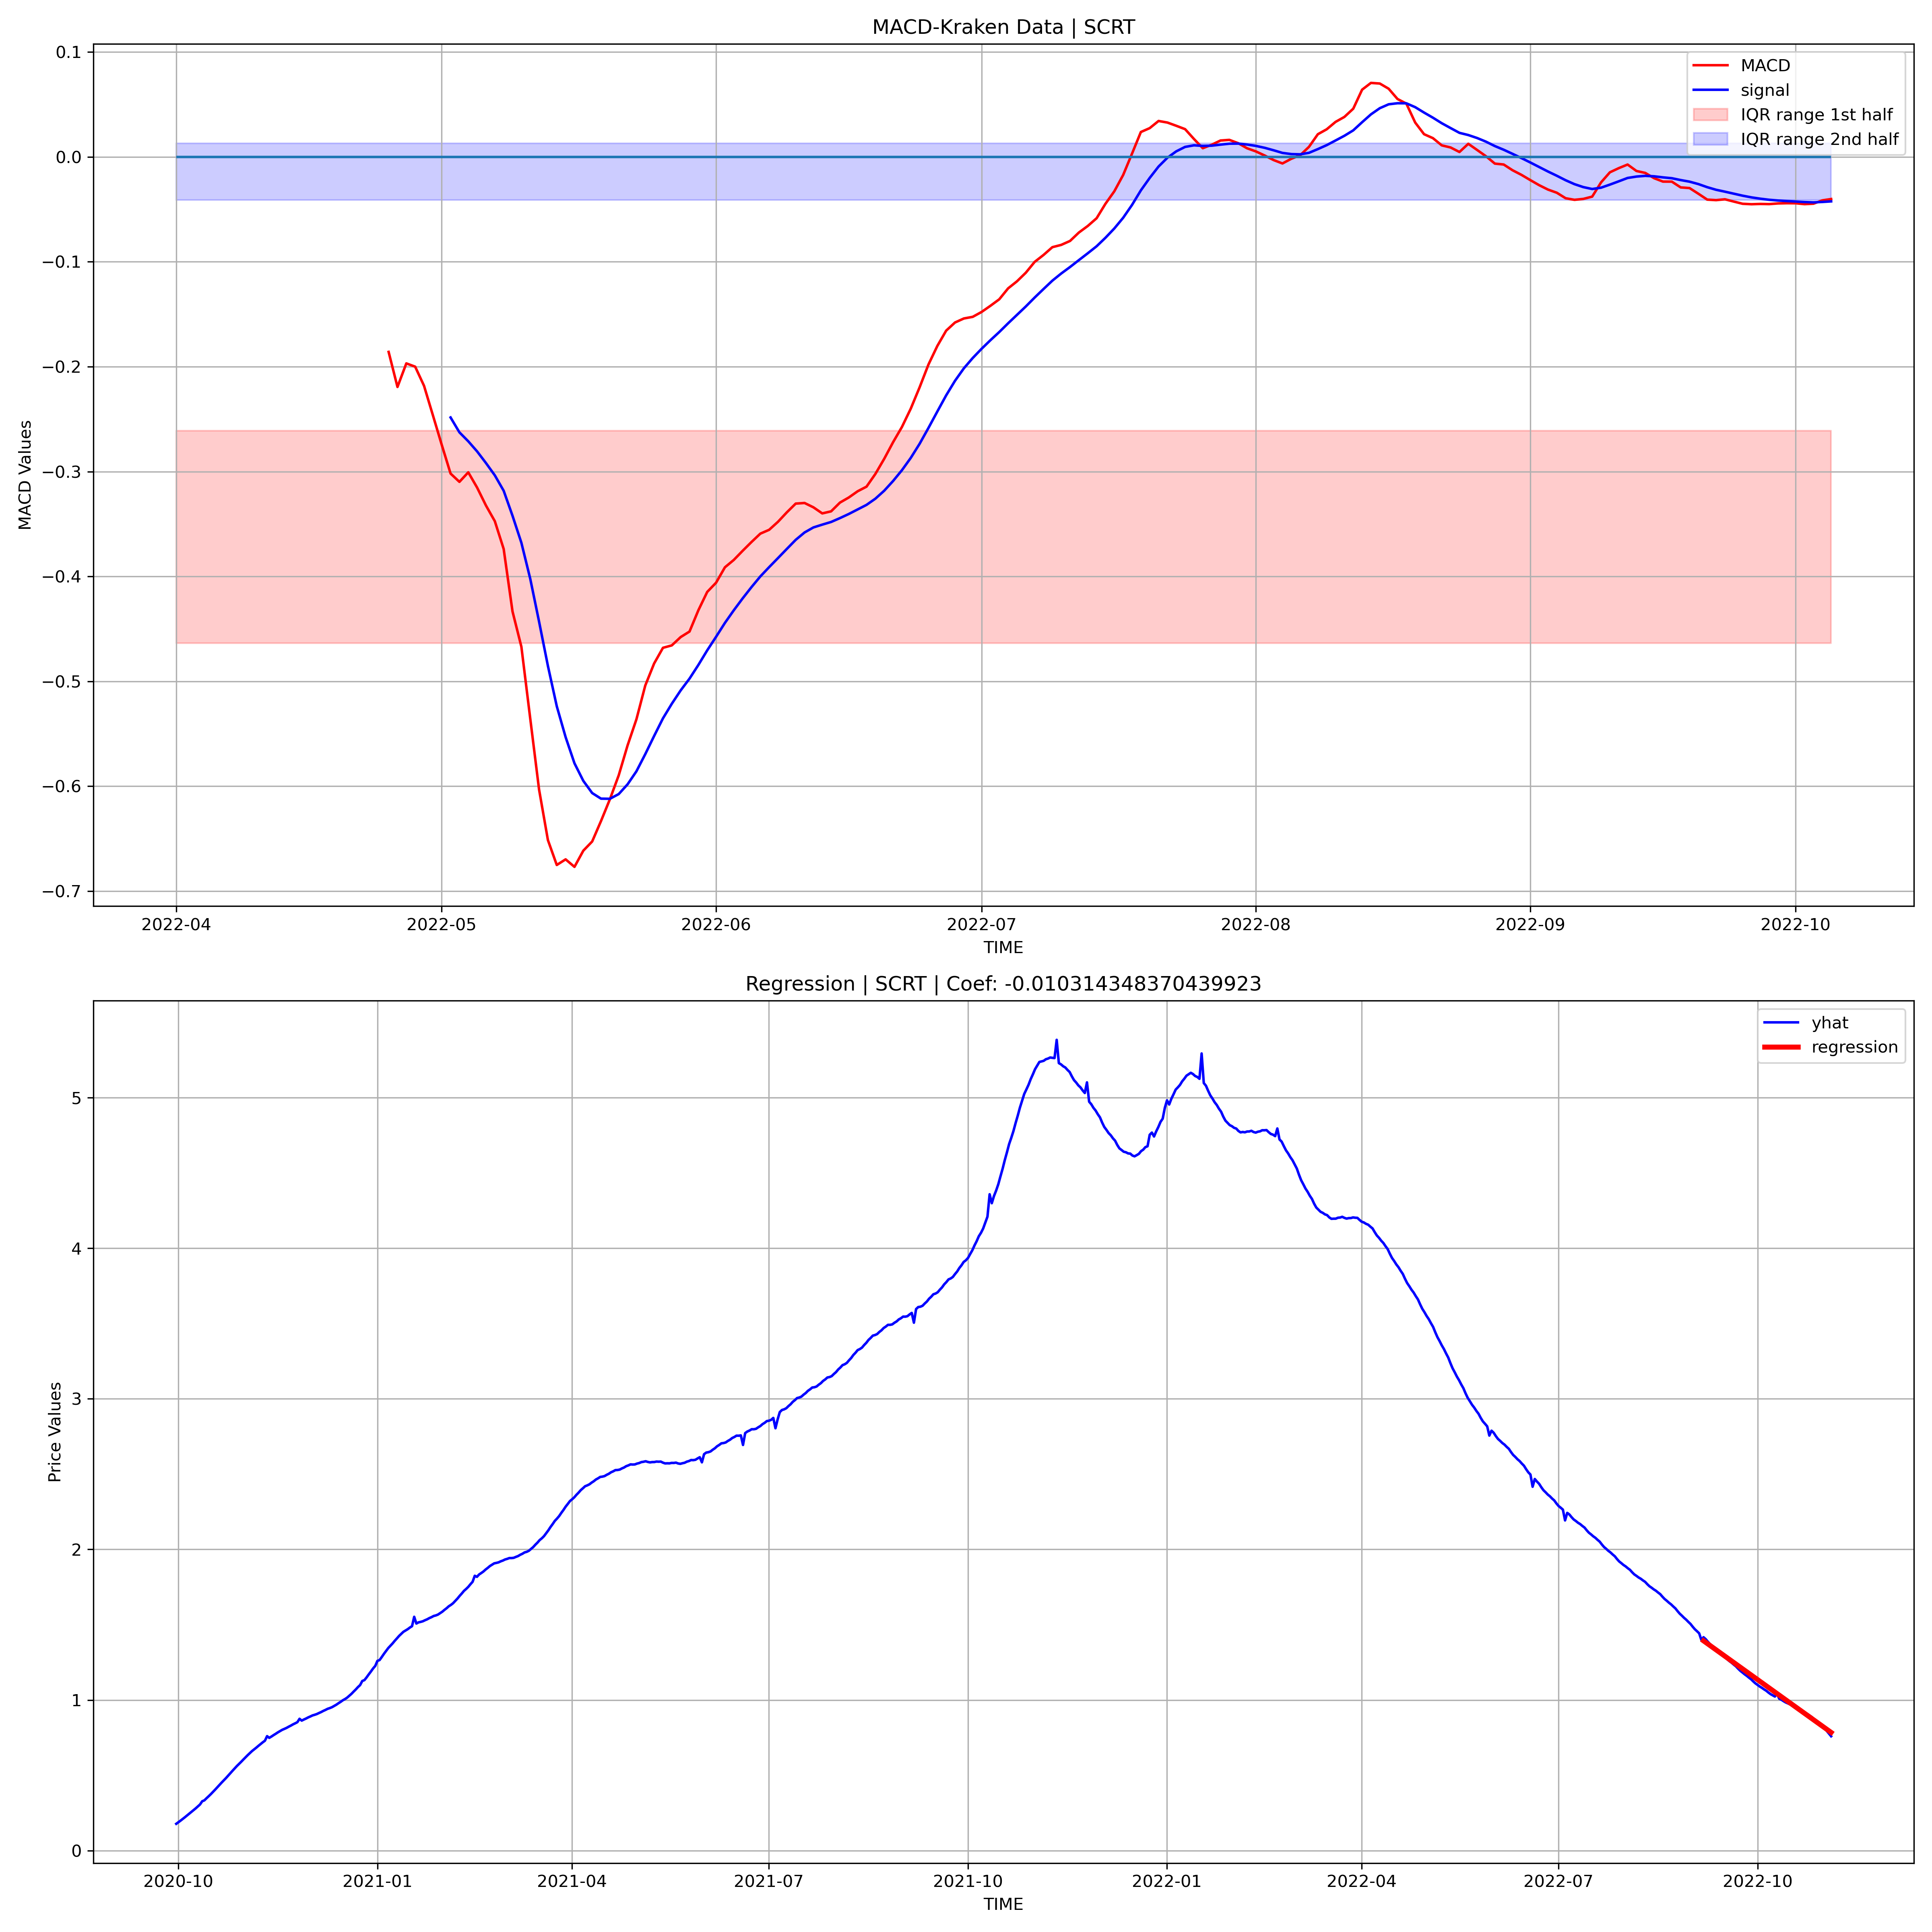 MACD-Kraken Data | SCRT
MACD
signal
IQR range 1st half
IQR range 2nd half
0.1
0.0
−0.1
−0.2
−0.3
−0.4
−0.5
−0.6
−0.7
MACD Values
2022-04
2022-05
2022-06
2022-07
2022-08
2022-09
2022-10
TIME
Regression | SCRT | Coef: -0.010314348370439923
yhat
regression
5
4
3
2
1
0
Price Values
2020-10
2021-01
2021-04
2021-07
2021-10
2022-01
2022-04
2022-07
2022-10
TIME